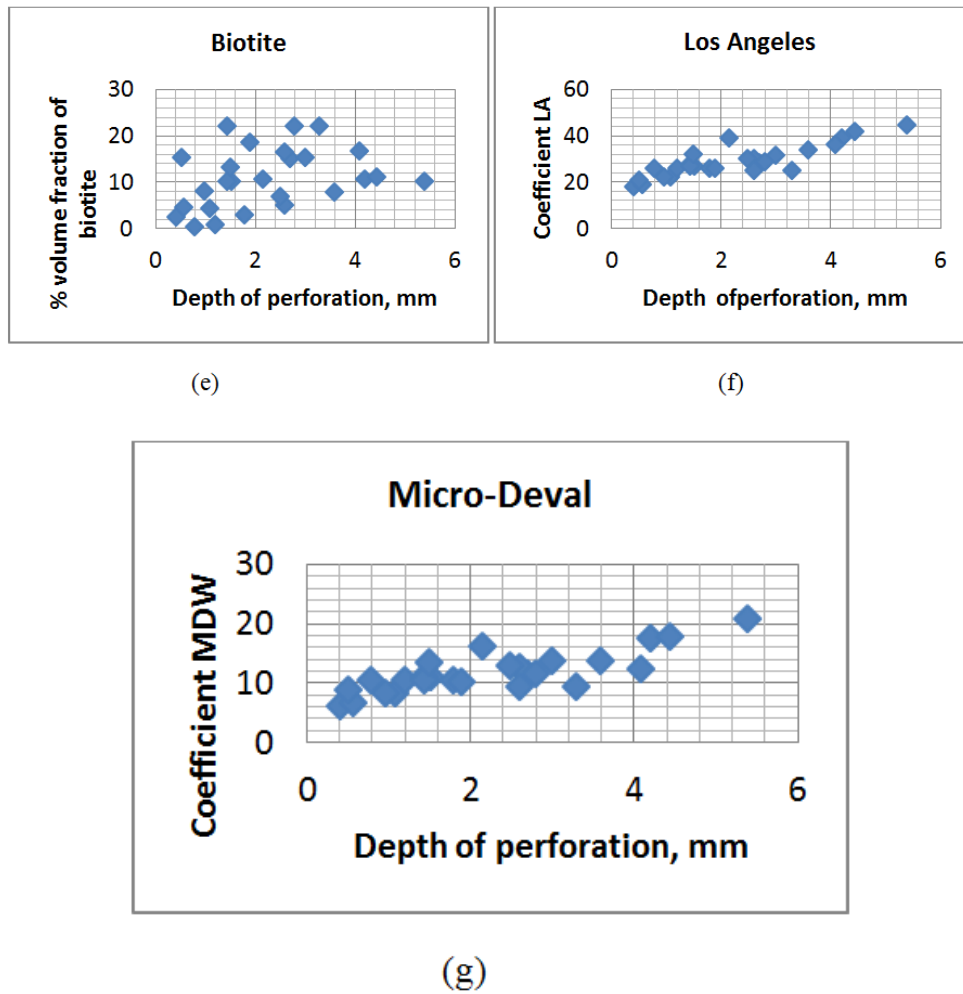 Biotite
% volume fraction of
biotite
30
20
10
0
0 2 4 6
Depth of perforation, mm
(e)
Los Angeles
Coefficient LA
60
40
20
0
0 2 4 6
Depth ofperforation, mm
(f)
Micro-Deval
Coefficient MDW
30
20
10
0
0 2 4 6
Depth of perforation, mm
(g)